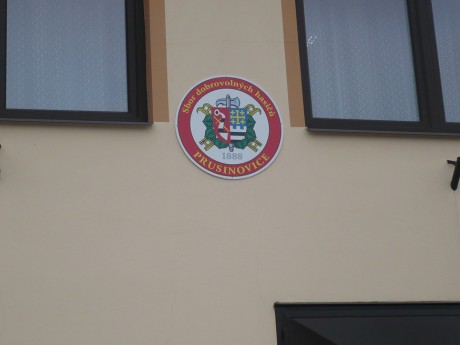 Sbor dobrovolných hasičů
1888
PRUSINOVICE